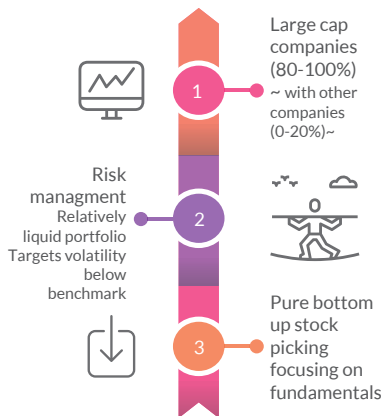 1
Large cap
companies
(80-100%)
~ with other
companies
(0-20%)~
2
Risk
managment
Relatively
liquid portfolio
Targets volatility
below
benchmark
3
Pure bottom
up stock
picking
focusing on
fundamentals